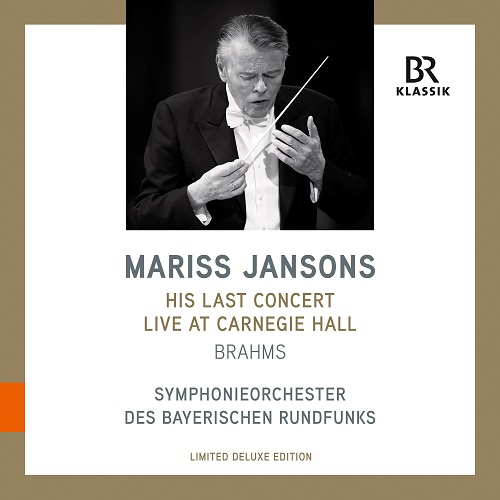 BR
KLASSIK
MARISS JANSONS
HIS LAST CONCERT
LIVE AT CARNEGIE HALL
BRAHMS
SYMPHONIEORCHESTER
DES BAYERISCHEN RUNDFUNKS
LIMITED DELUXE EDITION